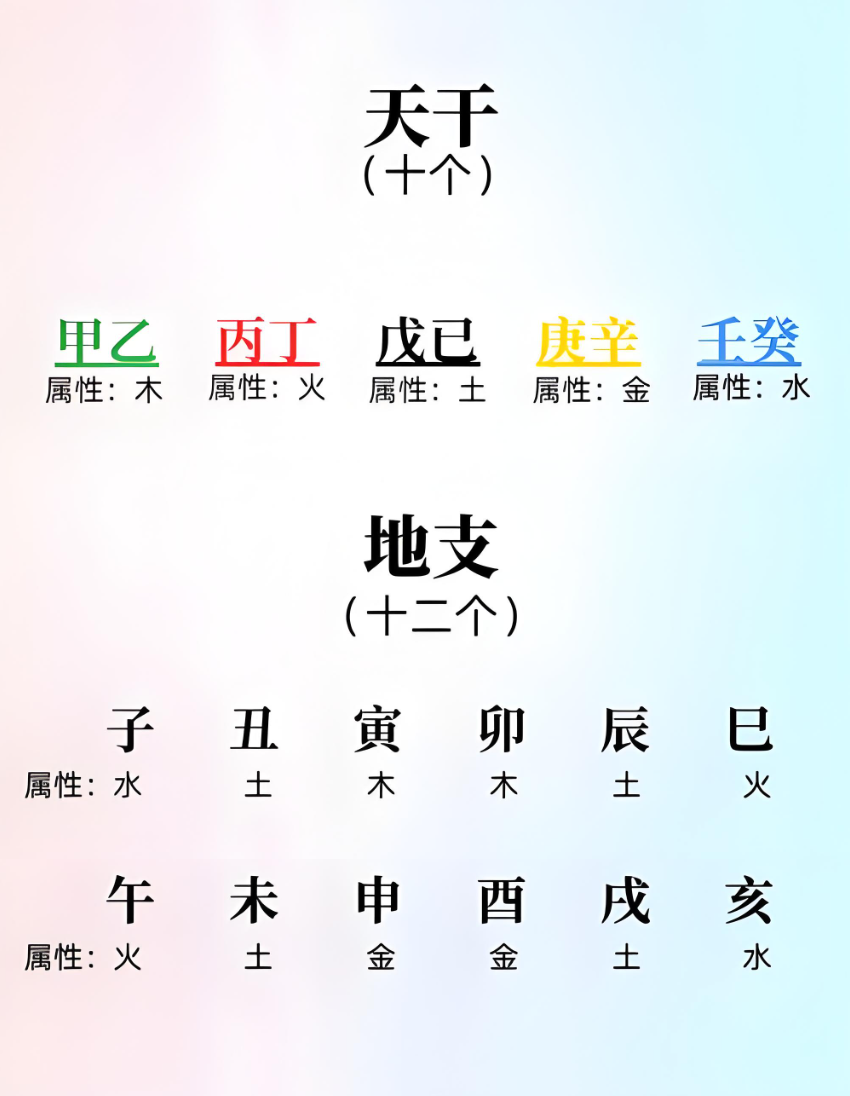 天干
（十个）
甲乙 丙丁 戊已 庚辛 壬癸
属性：木 属性：火 属性：土 属性：金 属性：水
地支
（十二个）
子 丑 寅 卯 辰 巳
属性：水 土 木 木 土 火
午 未 申 酉 戌 亥
属性：火 土 金 金 土 水